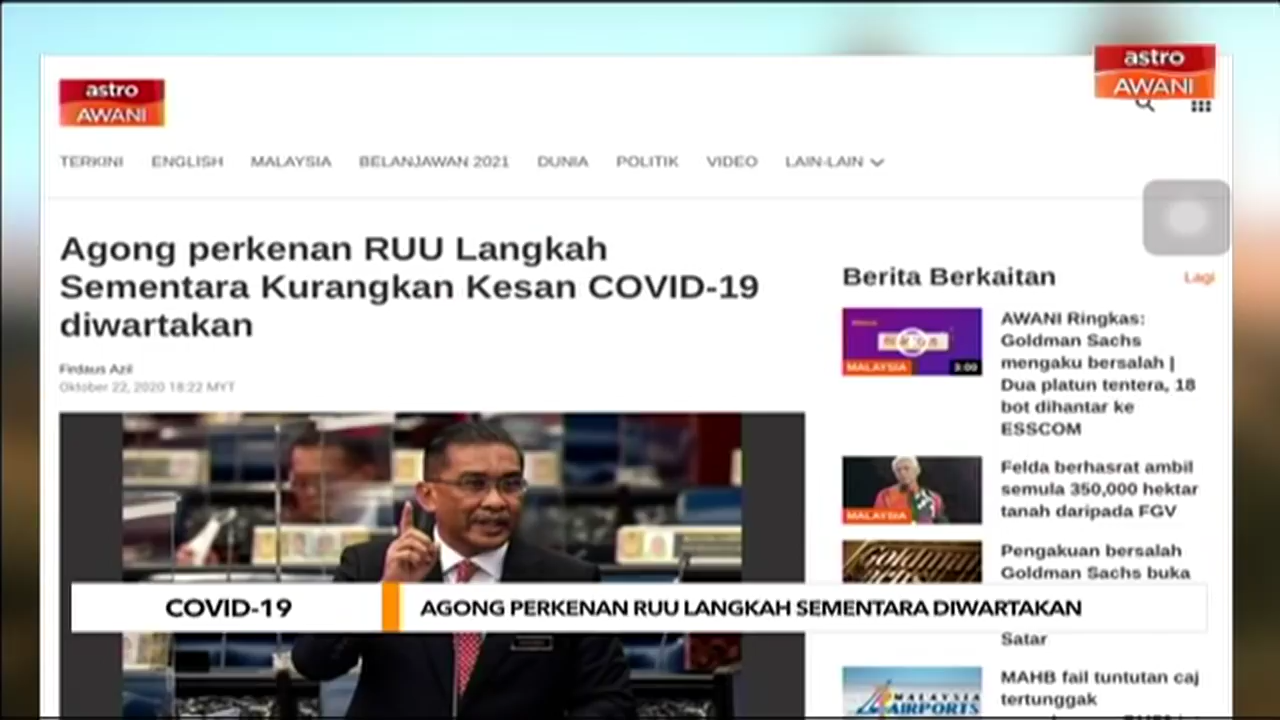 astro
AWANI
astro
AWANI
TERKINI ENGLISH MALAYSIA BELANJAWAN 2021 DUNIA POLITIK VIDEO LAIN-LAIN
Agong perkenan RUU Langkah
Sementara Kurangkan Kesan COVID-19
diwartakan
Firdaus Azil
Oktober 22, 2020 18:22 MYT
Berita Berkaitan
Lagi
MALAYSIA
3:00
AWANI Ringkas:
Goldman Sachs
mengaku bersalah |
Dua platun tentera, 18
bot dihantar ke
ESSCOM
MALAYSIA
Felda berhasrat ambil
semula 350,000 hektar
tanah daripada FGV
Pengakuan bersalah
Goldman Sachs buka
Satar
MALAYSIA
AIRPORTS
MAHB fail tuntutan caj
tertunggak
COVID-19
AGONG PERKENAN RUU LANGKAH SEMENTARA DIWARTAKAN